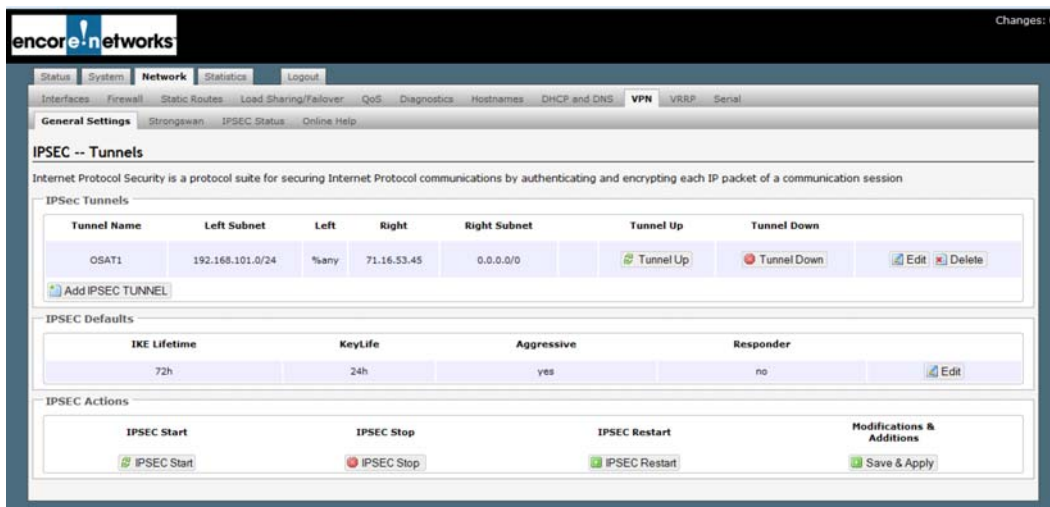 Changes:
encore!networks
Status System Network Statistics Logout
Interfaces Firewall Static Routes Load Sharing/Failover QoS Diagnostics Hostnames DHCP and DNS VPN VRRP Serial
General Settings Strongswan IPSEC Status Online Help
IPSEC -- Tunnels
Internet Protocol Security is a protocol suite for securing Internet Protocol communications by authenticating and encrypting each IP packet of a communication session
IPSec Tunnels
Tunnel Name Left Subnet Left Right Right Subnet Tunnel Up Tunnel Down
OSAT1 192.168.101.0/24 %any 71.16.53.45 0.0.0.0/0 Tunnel Up Tunnel Down Edit Delete
Add IPSEC TUNNEL
IPSEC Defaults
IKE Lifetime KeyLife Aggressive Responder
72h 24h yes no Edit
IPSEC Actions
IPSEC Start IPSEC Stop IPSEC Restart Modifications & Additions
IPSEC Start IPSEC Stop IPSEC Restart Save & Apply